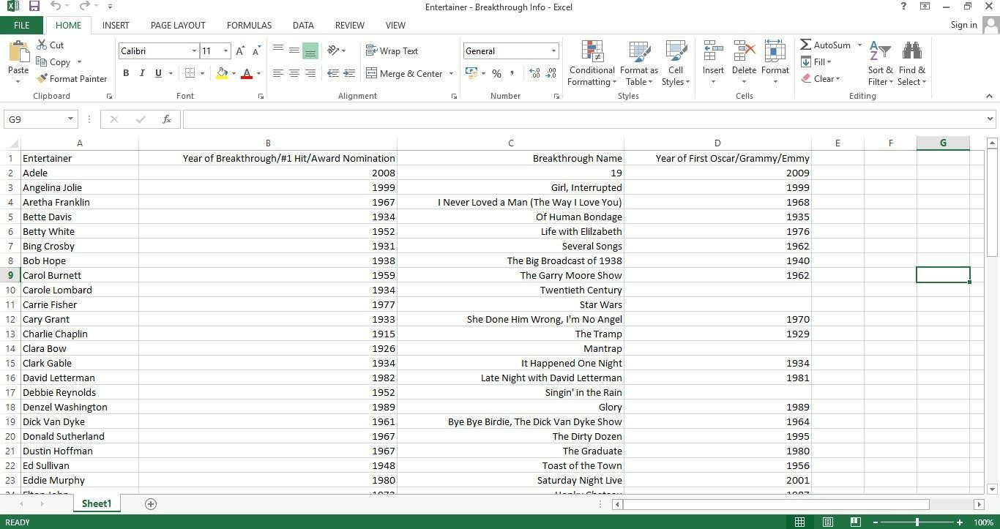 Entertainer - Breakthrough Info - Excel
?
FILE HOME INSERT PAGE LAYOUT FORMULAS DATA REVIEW VIEW Sign in
Paste
Cut
Copy
Format Painter
Clipboard
Calibri 11
B I U
Font
Wrap Text
Merge & Center
Alignment
General
%
Number
Conditional Formatting
Format as Table
Cell Styles
Styles
Insert Delete Format
Cells
AutoSum
Fill
Clear
Sort & Filter
Find & Select
Editing
G9 fx
A B C D E F G
1 Entertainer Year of Breakthrough/#1 Hit/Award Nomination Breakthrough Name Year of First Oscar/Grammy/Emmy
2 Adele 2008 19 2009
3 Angelina Jolie 1999 Girl, Interrupted 1999
4 Aretha Franklin 1967 I Never Loved a Man (The Way I Love You) 1968
5 Bette Davis 1934 Of Human Bondage 1935
6 Betty White 1952 Life with Elilzabeth 1976
7 Bing Crosby 1931 Several Songs 1962
8 Bob Hope 1938 The Big Broadcast of 1938 1940
9 Carol Burnett 1959 The Garry Moore Show 1962
10 Carole Lombard 1934 Twentieth Century
11 Carrie Fisher 1977 Star Wars
12 Cary Grant 1933 She Done Him Wrong, I'm No Angel 1970
13 Charlie Chaplin 1915 The Tramp 1929
14 Clara Bow 1926 Mantrap
15 Clark Gable 1934 It Happened One Night 1934
16 David Letterman 1982 Late Night with David Letterman 1981
17 Debbie Reynolds 1952 Singin' in the Rain
18 Denzel Washington 1989 Glory 1989
19 Dick Van Dyke 1961 Bye Bye Birdie, The Dick Van Dyke Show 1964
20 Donald Sutherland 1967 The Dirty Dozen 1995
21 Dustin Hoffman 1967 The Graduate 1980
22 Ed Sullivan 1948 Toast of the Town 1956
23 Eddie Murphy 1980 Saturday Night Live 2001
Sheet1
READY 100%